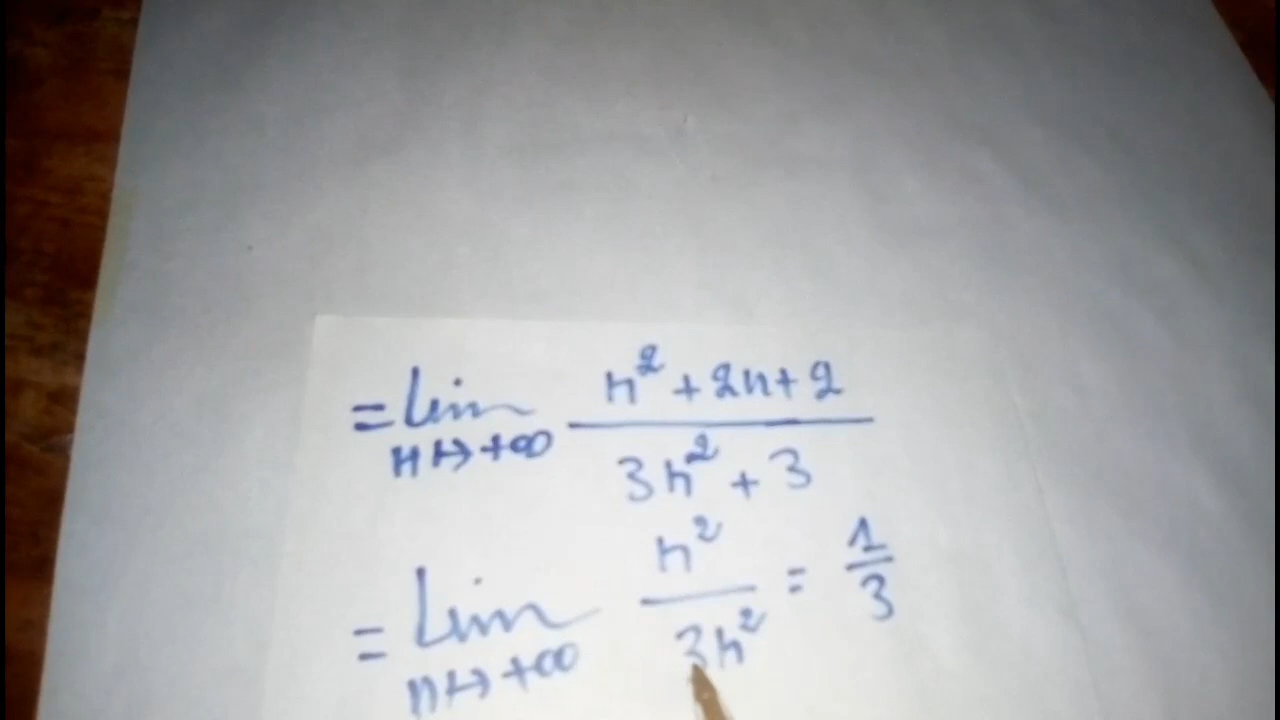 = lim n↦+∞ (n² + 2n + 2) / (3n² + 3)
= lim n↦+∞ n² / 3n² = 1/3